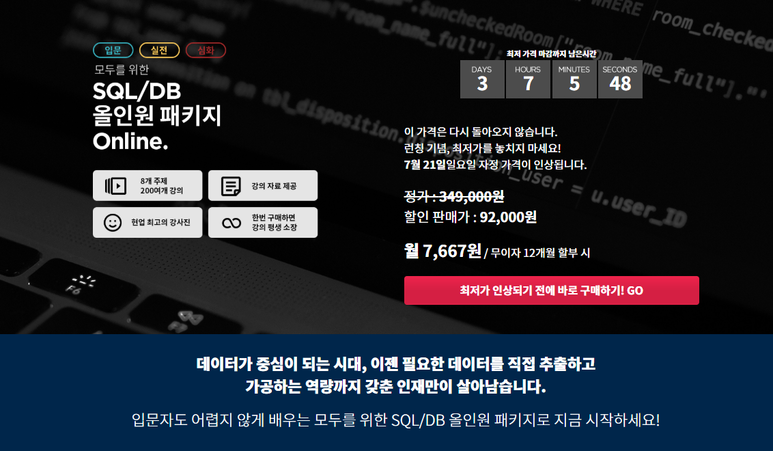 WHERE room_checked
입문
실전
심화
모두를 위한
SQL/DB
올인원 패키지
Online.
8개 주제
200여개 강의
강의 자료 제공
현업 최고의 강사진
한번 구매하면
강의 평생 소장
최저 가격 마감까지 남은시간
DAYS HOURS MINUTES SECONDS
3 7 5 48
이 가격은 다시 돌아오지 않습니다.
런칭 기념, 최저가를 놓치지 마세요!
7월 21일일요일 자정 가격이 인상됩니다.
정가 : 349,000원
할인 판매가 : 92,000원
월 7,667원 / 무이자 12개월 할부 시
최저가 인상되기 전에 바로 구매하기! GO
u.user_ID
F6
데이터가 중심이 되는 시대, 이젠 필요한 데이터를 직접 추출하고
가공하는 역량까지 갖춘 인재만이 살아남습니다.
입문자도 어렵지 않게 배우는 모두를 위한 SQL/DB 올인원 패키지로 지금 시작하세요!